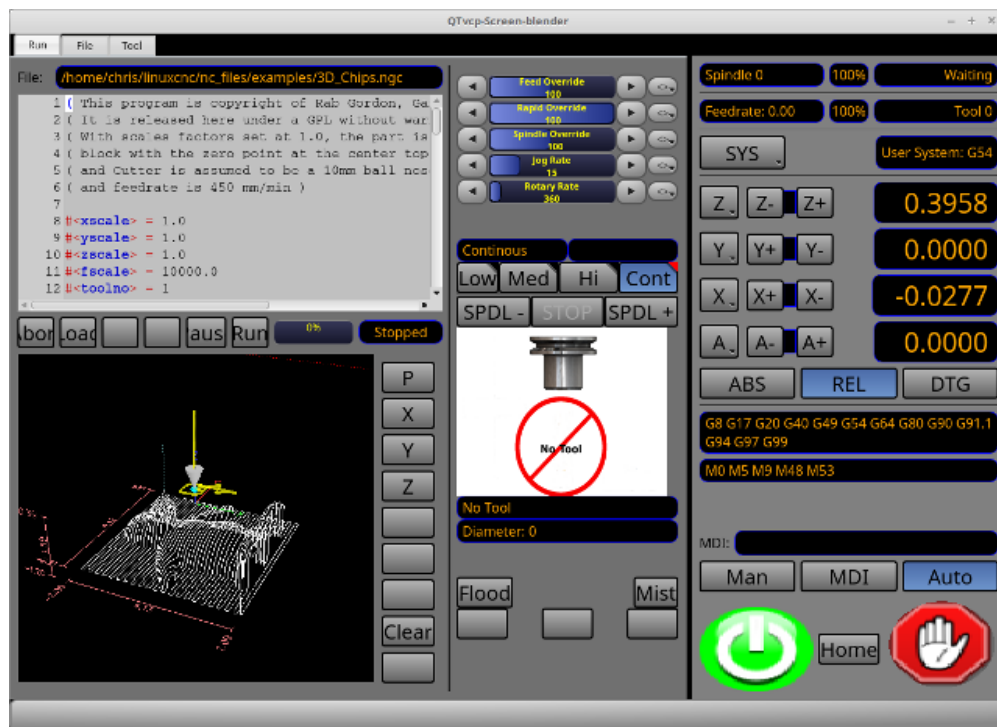 QTvcp-Screen-blender
Run File Tool
File: /home/chris/linuxcnc/nc_files/examples/3D_Chips.ngc
1 ( This program is copyright of Rab Gordon, Ga
2 ( It is released here under a GPL without war
3 ( With scales factors set at 1.0, the part is
4 ( block with the zero point at the center top
5 ( and Cutter is assumed to be a 10mm ball nos
6 ( and feedrate is 450 mm/min )
7
8 #<xscale> = 1.0
9 #<yscale> = 1.0
10 #<zscale> = 1.0
11 #<fscale> = 10000.0
12 #<toolno> = 1
Abor Load Paus Run 0% Stopped
P
X
Y
Z
Clear
Feed Override
100
Rapid Override
100
Spindle Override
100
Jog Rate
15
Rotary Rate
360
Continous
Low Med Hi Cont
SPDL - STOP SPDL +
No Tool
No Tool
Diameter: 0
Flood Mist
Spindle 0 100% Waiting
Feedrate: 0.00 100% Tool 0
SYS User System: G54
Z Z- Z+ 0.3958
Y Y+ Y- 0.0000
X X+ X- -0.0277
A A- A+ 0.0000
ABS REL DTG
G8 G17 G20 G40 G49 G54 G64 G80 G90 G91.1
G94 G97 G99
M0 M5 M9 M48 M53
MDI:
Man MDI Auto
Home